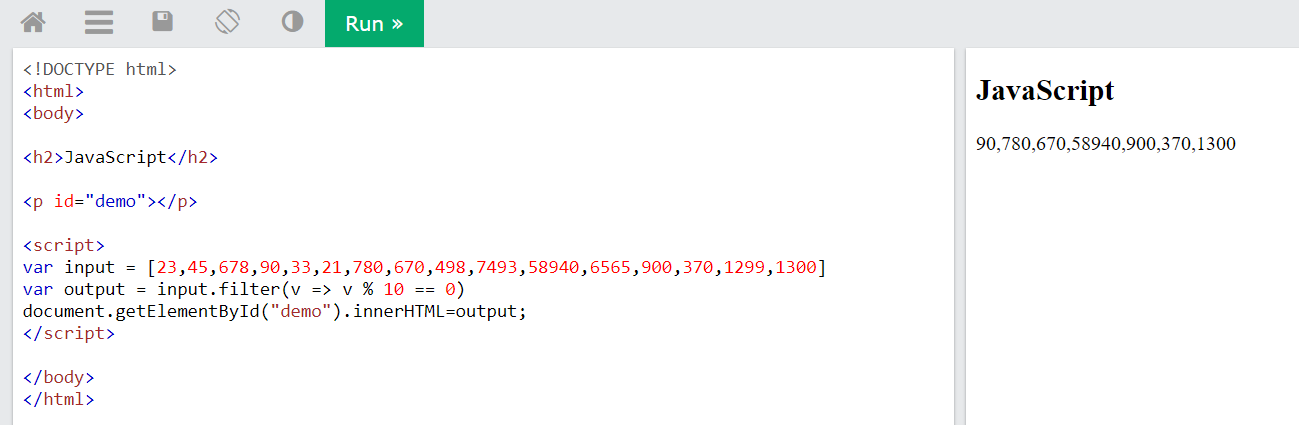 Run »
<!DOCTYPE html>
<html>
<body>
<h2>JavaScript</h2>
<p id="demo"></p>
<script>
var input = [23,45,678,90,33,21,780,670,498,7493,58940,6565,900,370,1299,1300]
var output = input.filter(v => v % 10 == 0)
document.getElementById("demo").innerHTML=output;
</script>
</body>
</html>
JavaScript
90,780,670,58940,900,370,1300